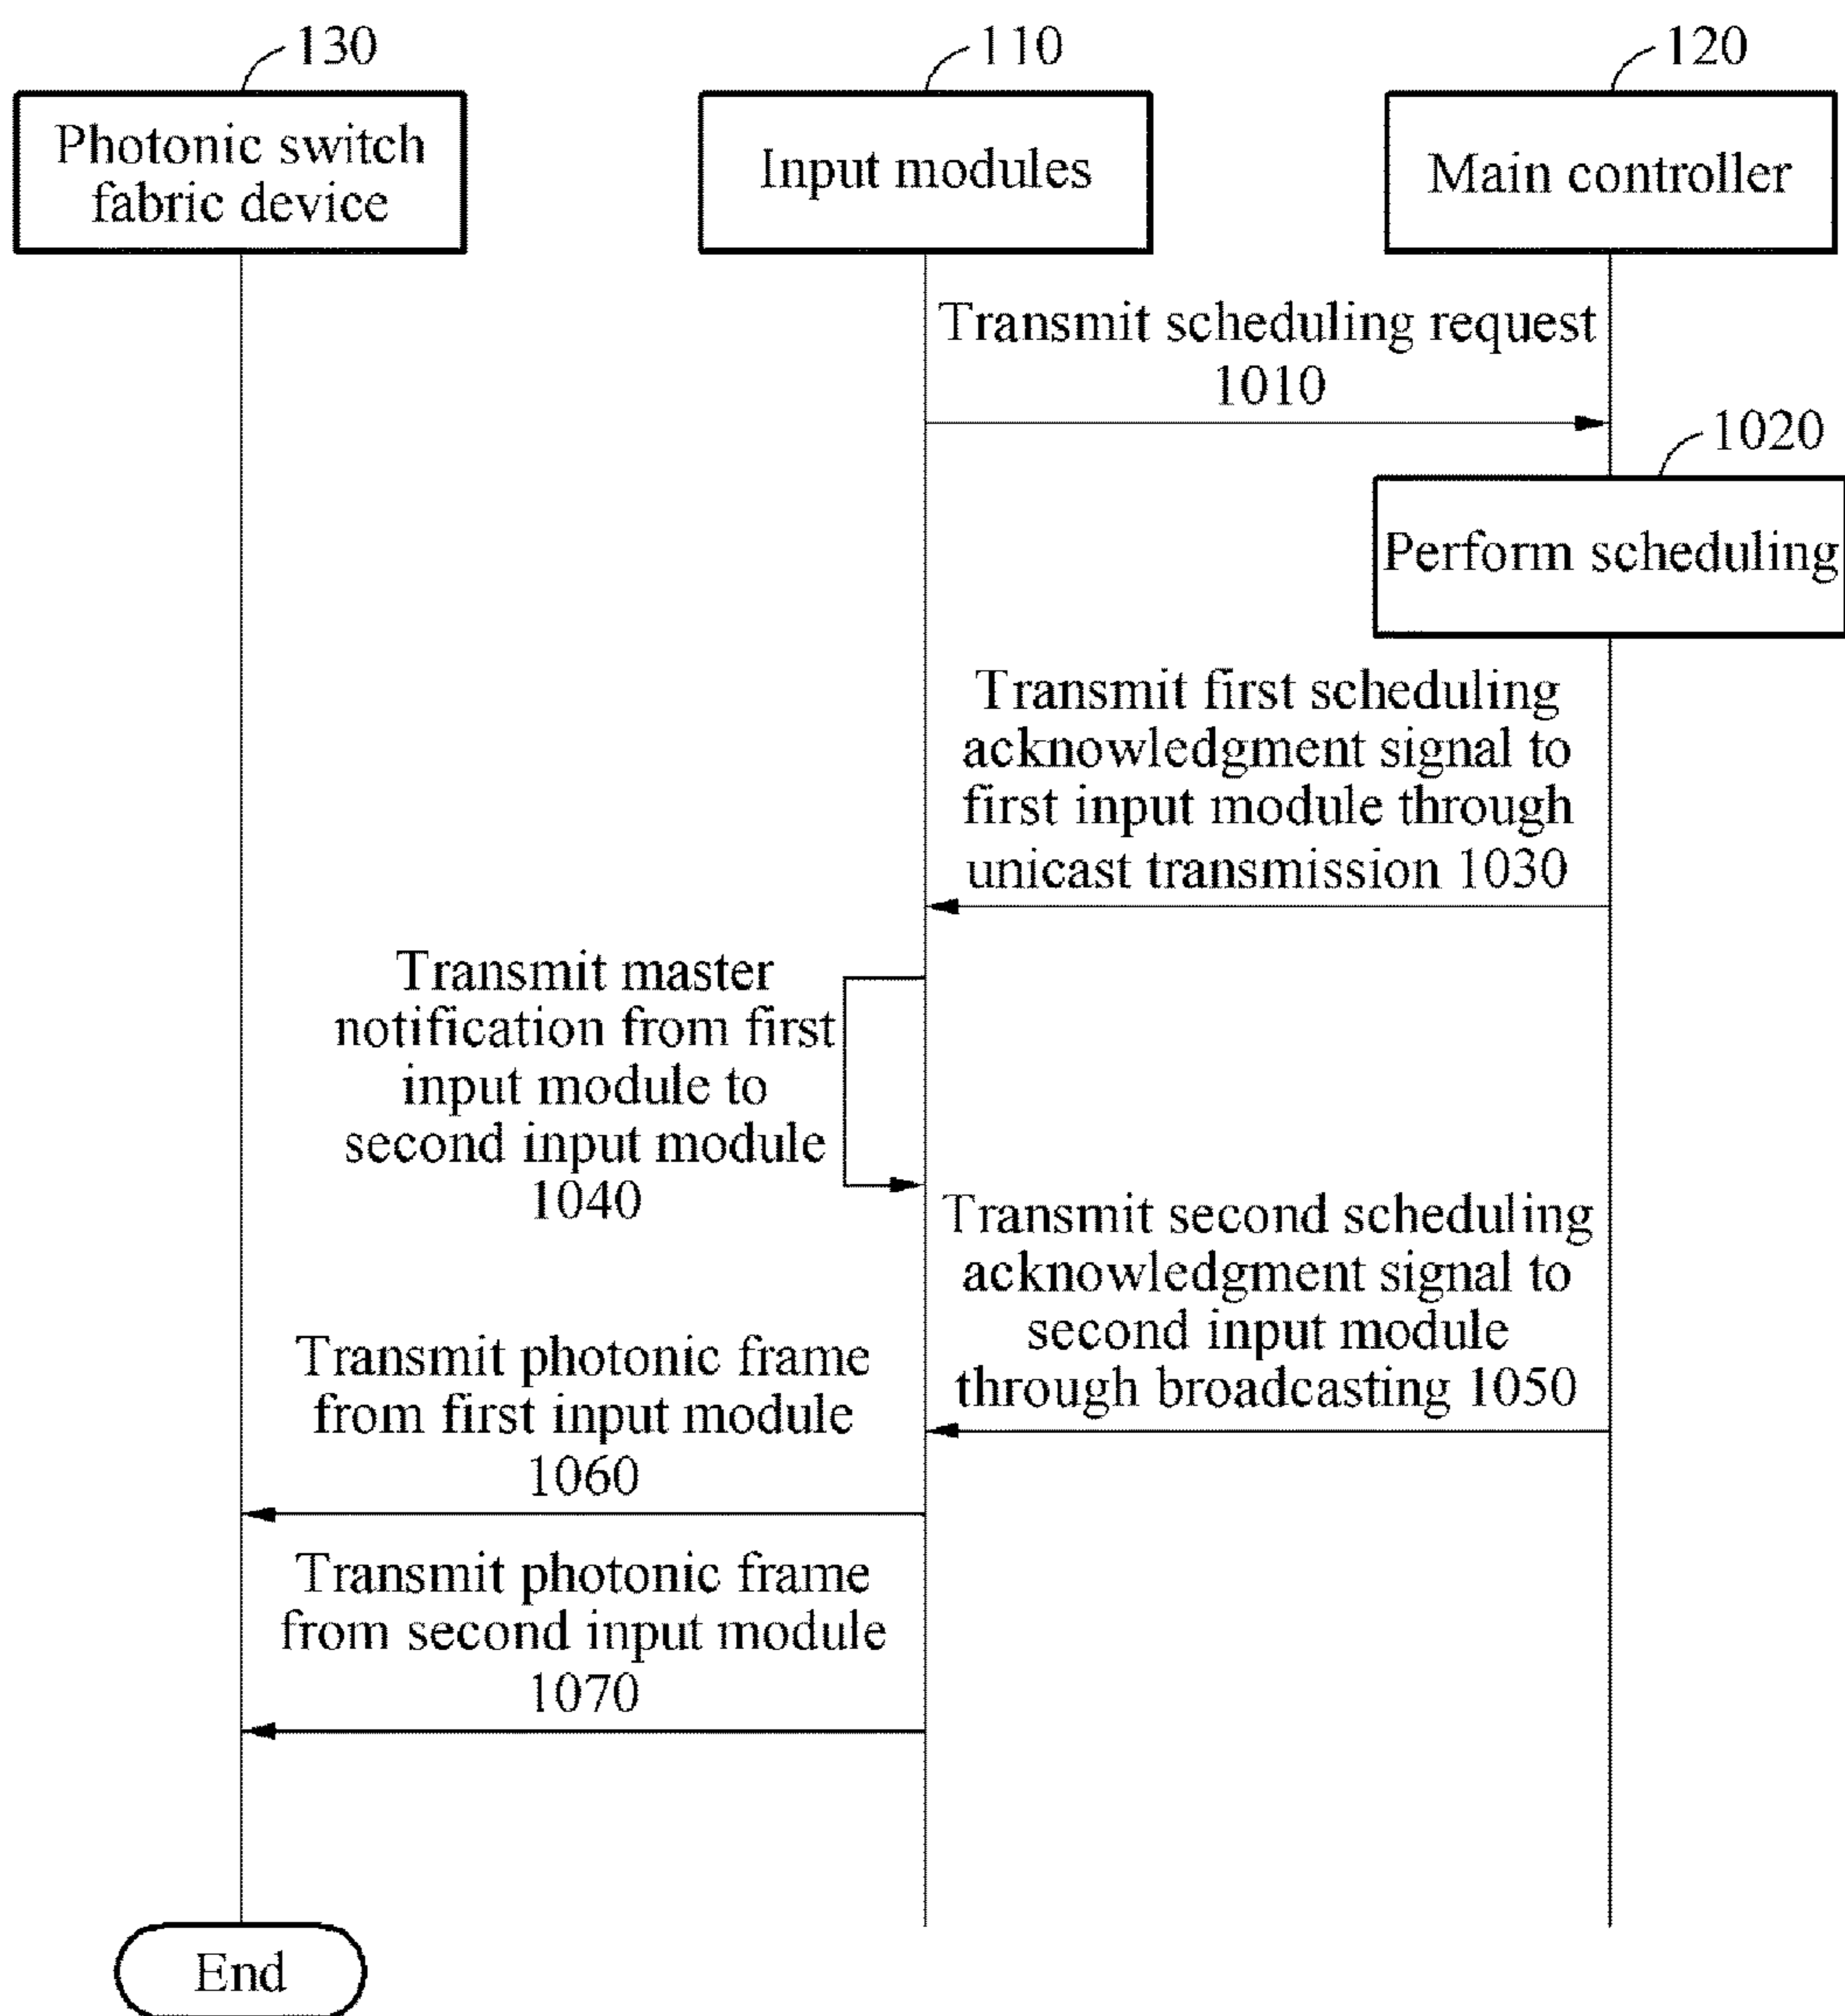 130
110
120
Photonic switch
fabric device
Input modules
Main controller
Transmit scheduling request
1010
1020
Perform scheduling
Transmit first scheduling
acknowledgment signal to
first input module through
unicast transmission 1030
Transmit master
notification from first
input module to
second input module
1040
Transmit second scheduling
acknowledgment signal to
second input module
through broadcasting 1050
Transmit photonic frame
from first input module
1060
Transmit photonic frame
from second input module
1070
End